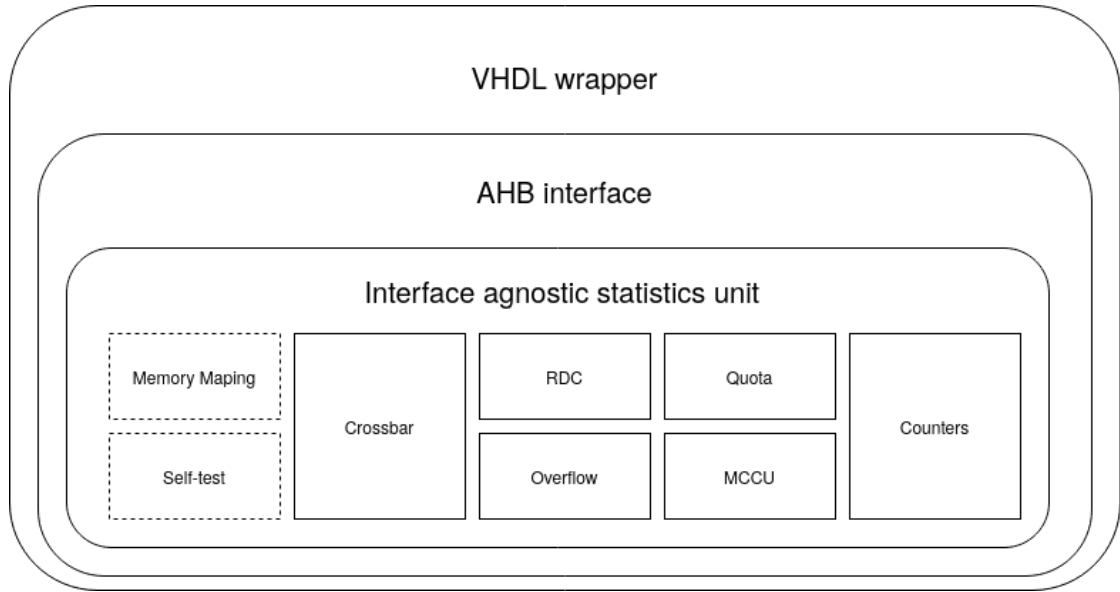 VHDL wrapper
AHB interface
Interface agnostic statistics unit
Memory Maping
Self-test
Crossbar
RDC
Overflow
Quota
MCCU
Counters